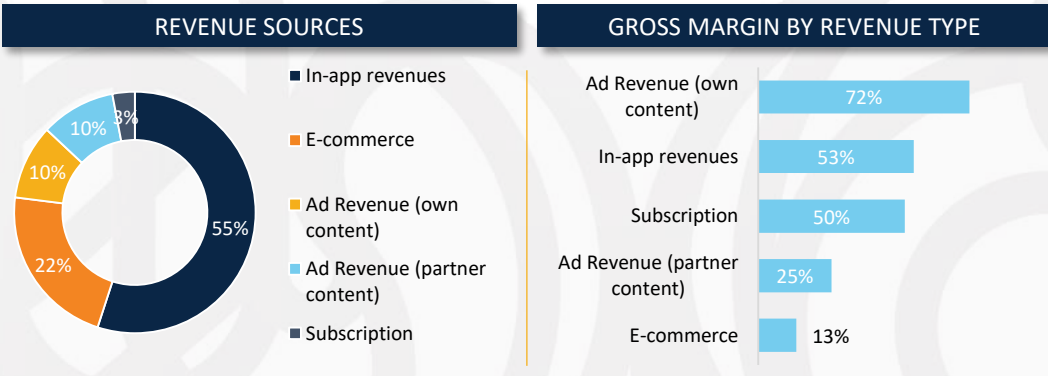 REVENUE SOURCES
In-app revenues
E-commerce
Ad Revenue (own
content)
Ad Revenue (partner
content)
Subscription
55%
22%
10%
10%
3%
GROSS MARGIN BY REVENUE TYPE
Ad Revenue (own
content)
72%
In-app revenues
53%
Subscription
50%
Ad Revenue (partner
content)
25%
E-commerce
13%